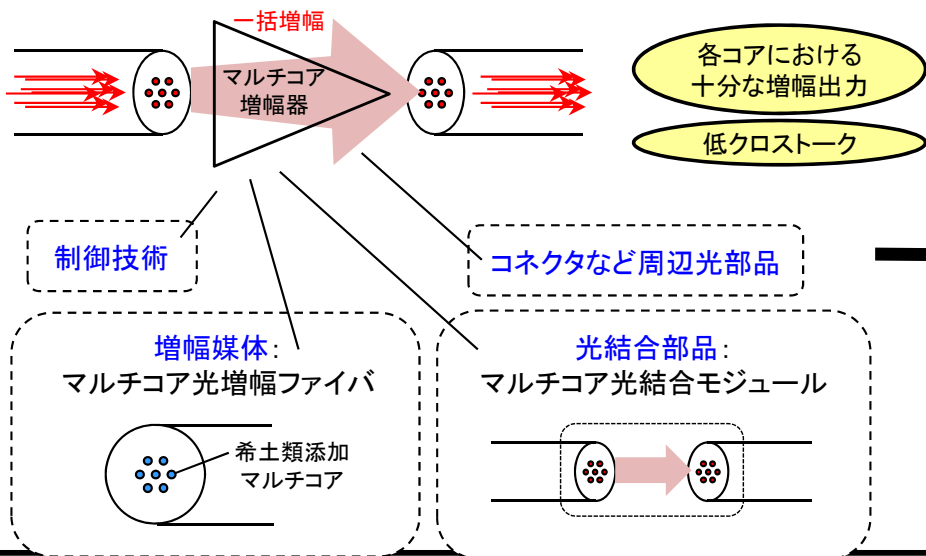 一括増幅
マルチコア
増幅器
各コアにおける
十分な増幅出力
低クロストーク
制御技術
コネクタなど周辺光部品
増幅媒体:
マルチコア光増幅ファイバ
希土類添加
マルチコア
光結合部品:
マルチコア光結合モジュール